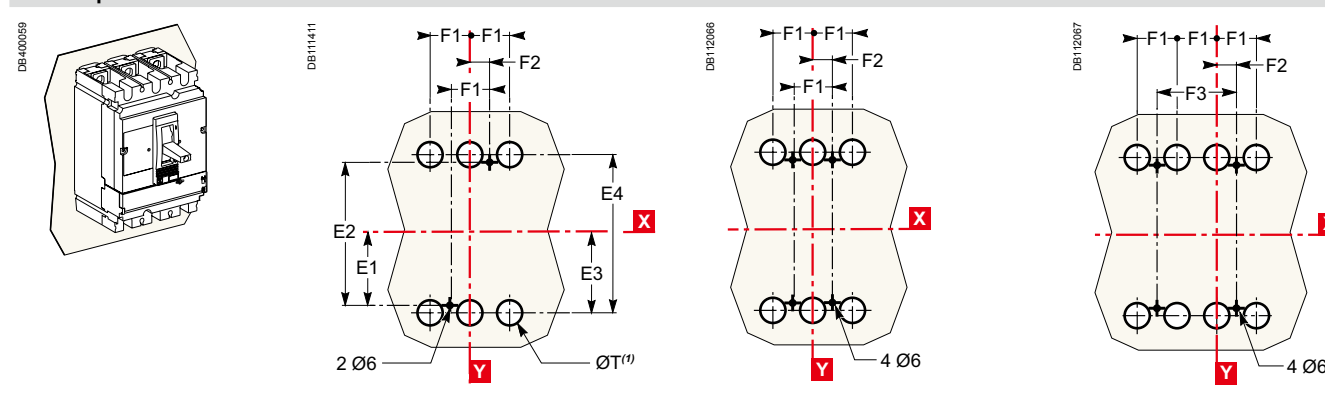 DB400059
DB111411
F1 F1
F2
F1
E4
X
E2
E1
E3
2 Ø6
ØT(1)
Y
DB112066
F1 F1
F2
F1
X
4 Ø6
Y
DB112067
F1 F1 F1
F2
F3
4 Ø6
Y